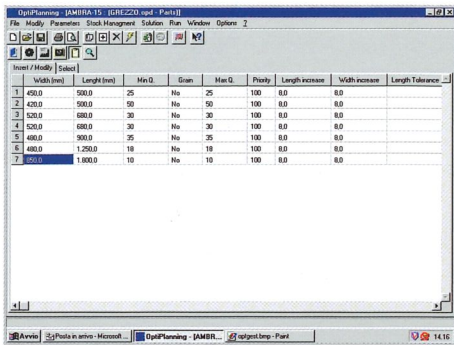 OptiPlanning - [AMBRA-15 : [GREZZO.opd - Parts]]
File Modify Parameters Stock Managment Solution Run Window Options ?
Insert / Modify Select
Width (mm) Lenght (mm) Min Q. Grain Max Q. Priority Length increase Width increase Length Tolerance
1 450,0 500,0 25 No 25 100 8,0 8,0
2 420,0 500,0 50 No 50 100 8,0 8,0
3 520,0 680,0 30 No 30 100 8,0 8,0
4 520,0 680,0 30 No 30 100 8,0 8,0
5 480,0 900,0 35 No 35 100 8,0 8,0
6 480,0 1.250,0 18 No 18 100 8,0 8,0
7 850,0 1.800,0 10 No 10 100 8,0 8,0
Avvio Posta in arrivo - Microsoft ... OptiPlanning - [AMBR... optgest.bmp - Paint 14.16